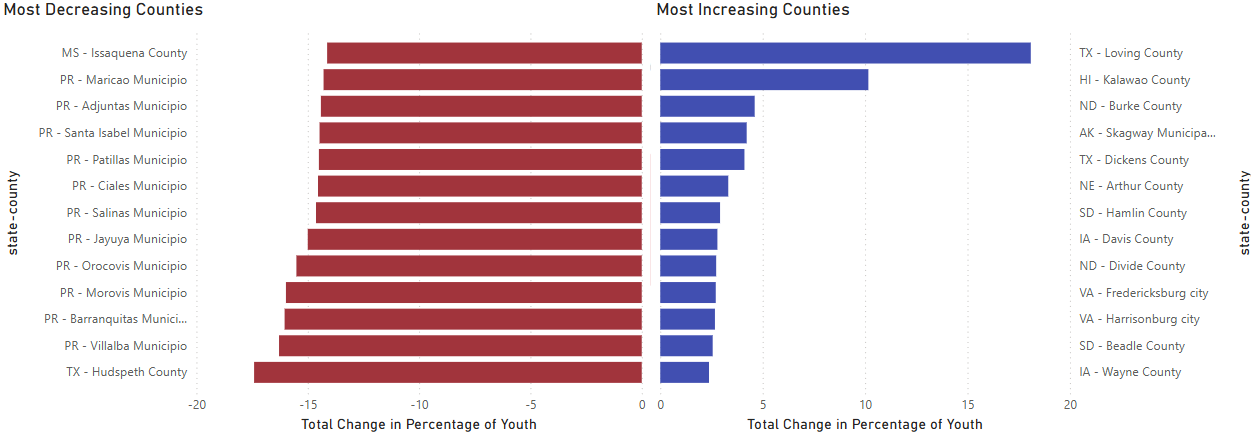 Most Decreasing Counties
state-county
MS - Issaquena County
PR - Maricao Municipio
PR - Adjuntas Municipio
PR - Santa Isabel Municipio
PR - Patillas Municipio
PR - Ciales Municipio
PR - Salinas Municipio
PR - Jayuya Municipio
PR - Orocovis Municipio
PR - Morovis Municipio
PR - Barranquitas Munici...
PR - Villalba Municipio
TX - Hudspeth County
-20 -15 -10 -5 0
Total Change in Percentage of Youth
Most Increasing Counties
TX - Loving County
HI - Kalawao County
ND - Burke County
AK - Skagway Municipa...
TX - Dickens County
NE - Arthur County
SD - Hamlin County
IA - Davis County
ND - Divide County
VA - Fredericksburg city
VA - Harrisonburg city
SD - Beadle County
IA - Wayne County
state-county
0 5 10 15 20
Total Change in Percentage of Youth